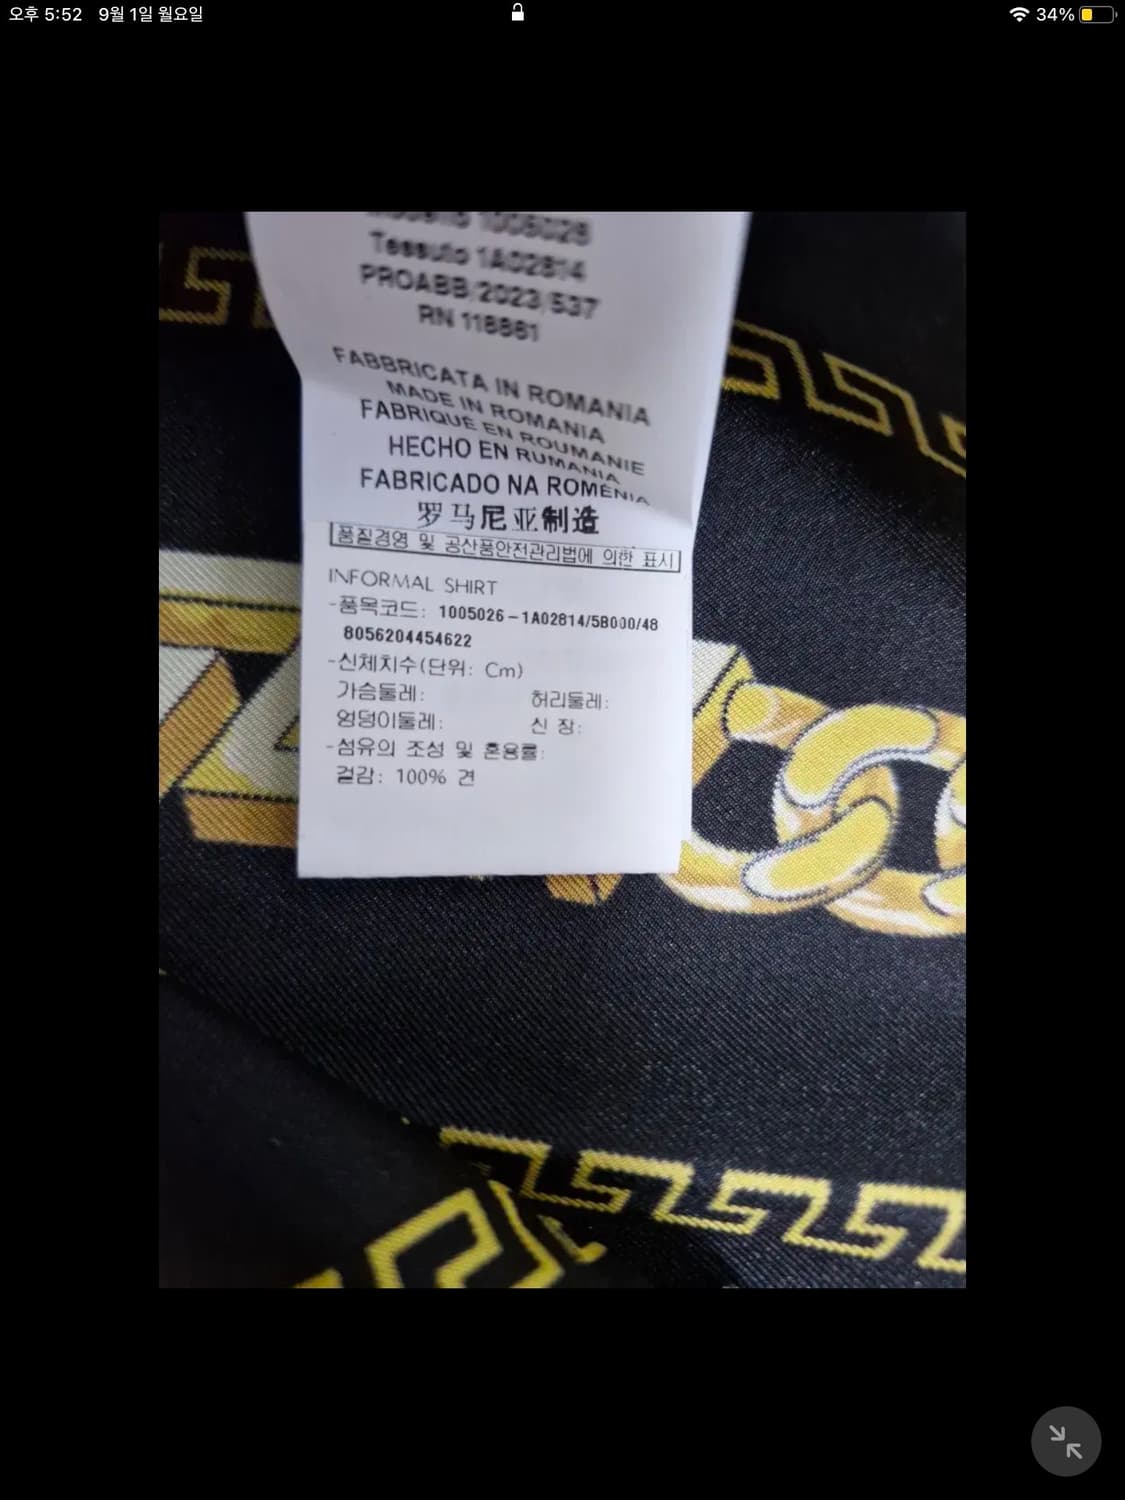 오후 5:52 9월 1일 월요일
34%
Modello 1005026
Tessuto 1A02814
PROABB/2023/537
RN 118861
FABBRICATA IN ROMANIA
MADE IN ROMANIA
FABRIQUÉ EN ROUMANIE
HECHO EN RUMANIA
FABRICADO NA ROMÉNIA
罗马尼亚制造
품질경영 및 공산품안전관리법에 의한 표시
INFORMAL SHIRT
-품목코드: 1005026-1A02814/5B000/48
8056204454622
-신체치수(단위: Cm)
가슴둘레: 허리둘레:
엉덩이둘레: 신 장:
-섬유의 조성 및 혼용률:
겉감: 100% 견